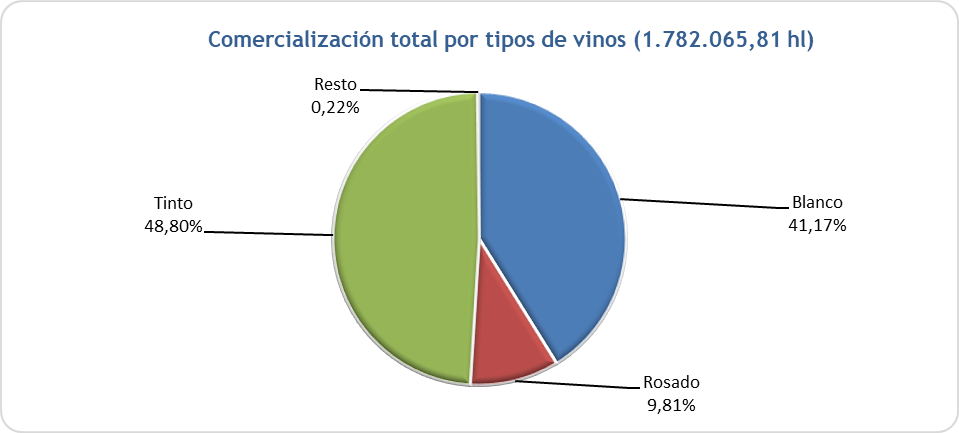 Comercialización total por tipos de vinos (1.782.065,81 hl)
Resto
0,22%
Tinto
48,80%
Blanco
41,17%
Rosado
9,81%